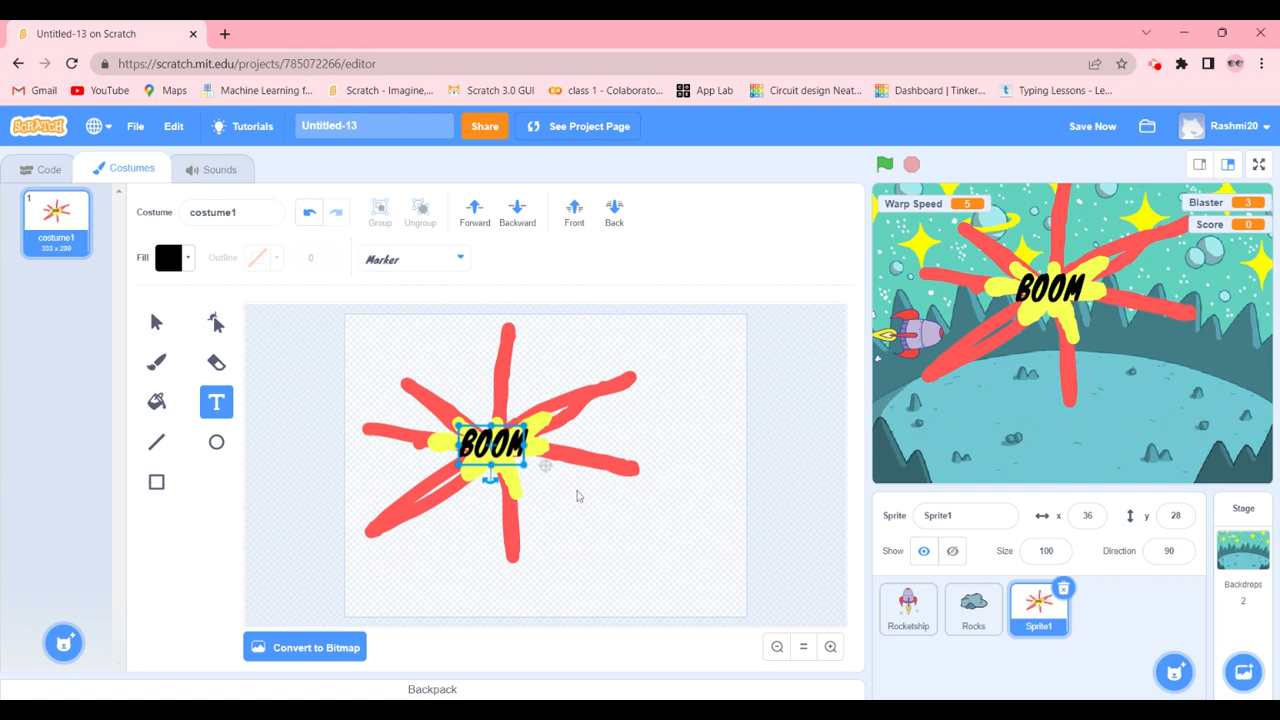 Untitled-13 on Scratch
https://scratch.mit.edu/projects/785072266/editor
Gmail YouTube Maps Machine Learning f... Scratch - Imagine,... Scratch 3.0 GUI class 1 - Colaborato... App Lab Circuit design Neat... Dashboard | Tinker... Typing Lessons - Le...
SCRATCH File Edit Tutorials Untitled-13 Share See Project Page Save Now Rashmi20
Code Costumes Sounds
1
costume1
333 x 289
Costume costume1 Group Ungroup Forward Backward Front Back
Fill Outline 0 Marker
T
BOOM
Convert to Bitmap
Backpack
Warp Speed 5
Blaster 3
Score 0
BOOM
Sprite Sprite1 x 36 y 28
Show Size 100 Direction 90
Rocketship Rocks Sprite1
Stage
Backdrops
2